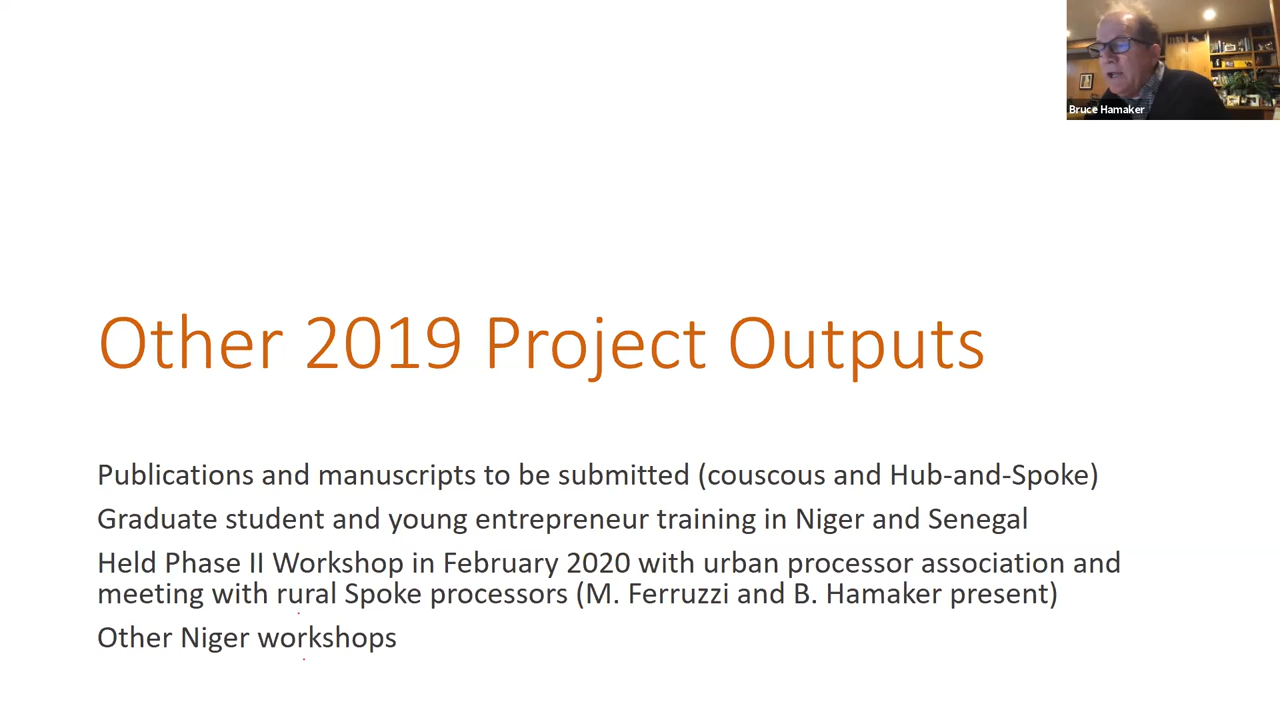 Bruce Hamaker
Other 2019 Project Outputs
Publications and manuscripts to be submitted (couscous and Hub-and-Spoke)
Graduate student and young entrepreneur training in Niger and Senegal
Held Phase II Workshop in February 2020 with urban processor association and
meeting with rural Spoke processors (M. Ferruzzi and B. Hamaker present)
Other Niger workshops